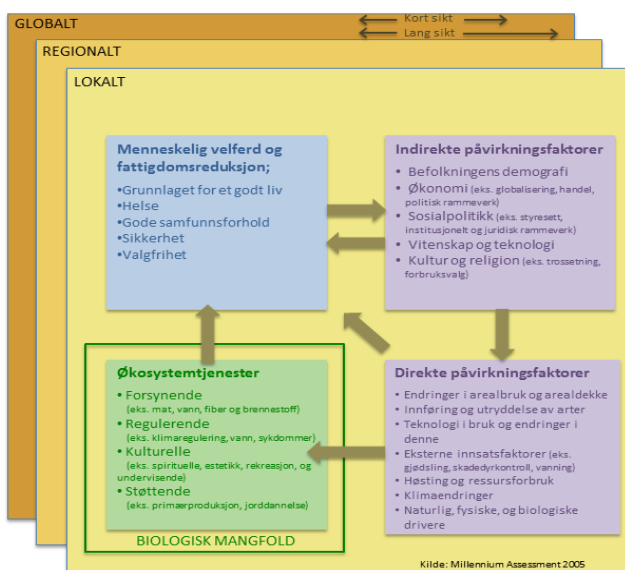 GLOBALT
Kort sikt
Lang sikt
REGIONALT
LOKALT
Menneskelig velferd og
fattigdomsreduksjon;
•Grunnlaget for et godt liv
•Helse
•Gode samfunnsforhold
•Sikkerhet
•Valgfrihet
Indirekte påvirkningsfaktorer
• Befolkningens demografi
• Økonomi (eks. globalisering, handel,
politisk rammeverk)
• Sosialpolitikk (eks. styresett,
institusjonelt og juridisk rammeverk)
• Vitenskap og teknologi
• Kultur og religion (eks. trossetning,
forbruksvalg)
Økosystemtjenester
• Forsynende
(eks. mat, vann, fiber og brennestoff)
• Regulerende
(eks. klimaregulering, vann, sykdommer)
• Kulturelle
(eks. spirituelle, estetikk, rekreasjon, og
undervisende)
• Støttende
(eks. primærproduksjon, jorddannelse)
BIOLOGISK MANGFOLD
Direkte påvirkningsfaktorer
• Endringer i arealbruk og arealdekke
• Innføring og utryddelse av arter
• Teknologi i bruk og endringer i
denne
• Eksterne innsatsfaktorer (eks.
gjødsling, skadedyrkontroll, vanning)
• Høsting og ressursforbruk
• Klimaendringer
• Naturlig, fysiske, og biologiske
drivere
Kilde: Millennium Assessment 2005